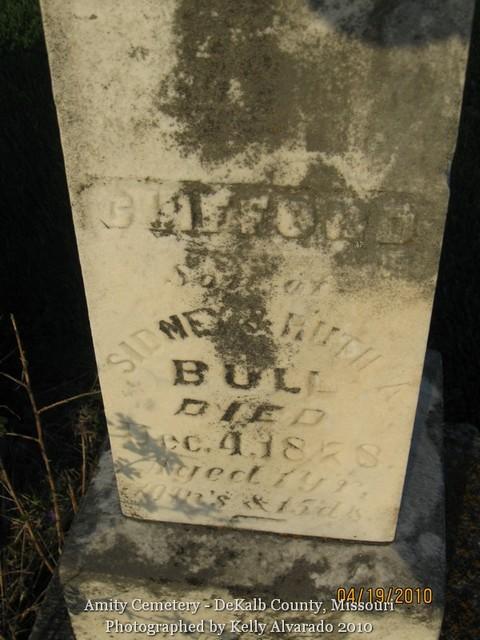 Son of
SIDNEY & RUTH A.
BULL
DIED
Dec. 4, 1878.
Aged 1 yr.
m's & 15 ds
04/19/2010
Amity Cemetery - DeKalb County, Missouri
Photographed by Kelly Alvarado 2010